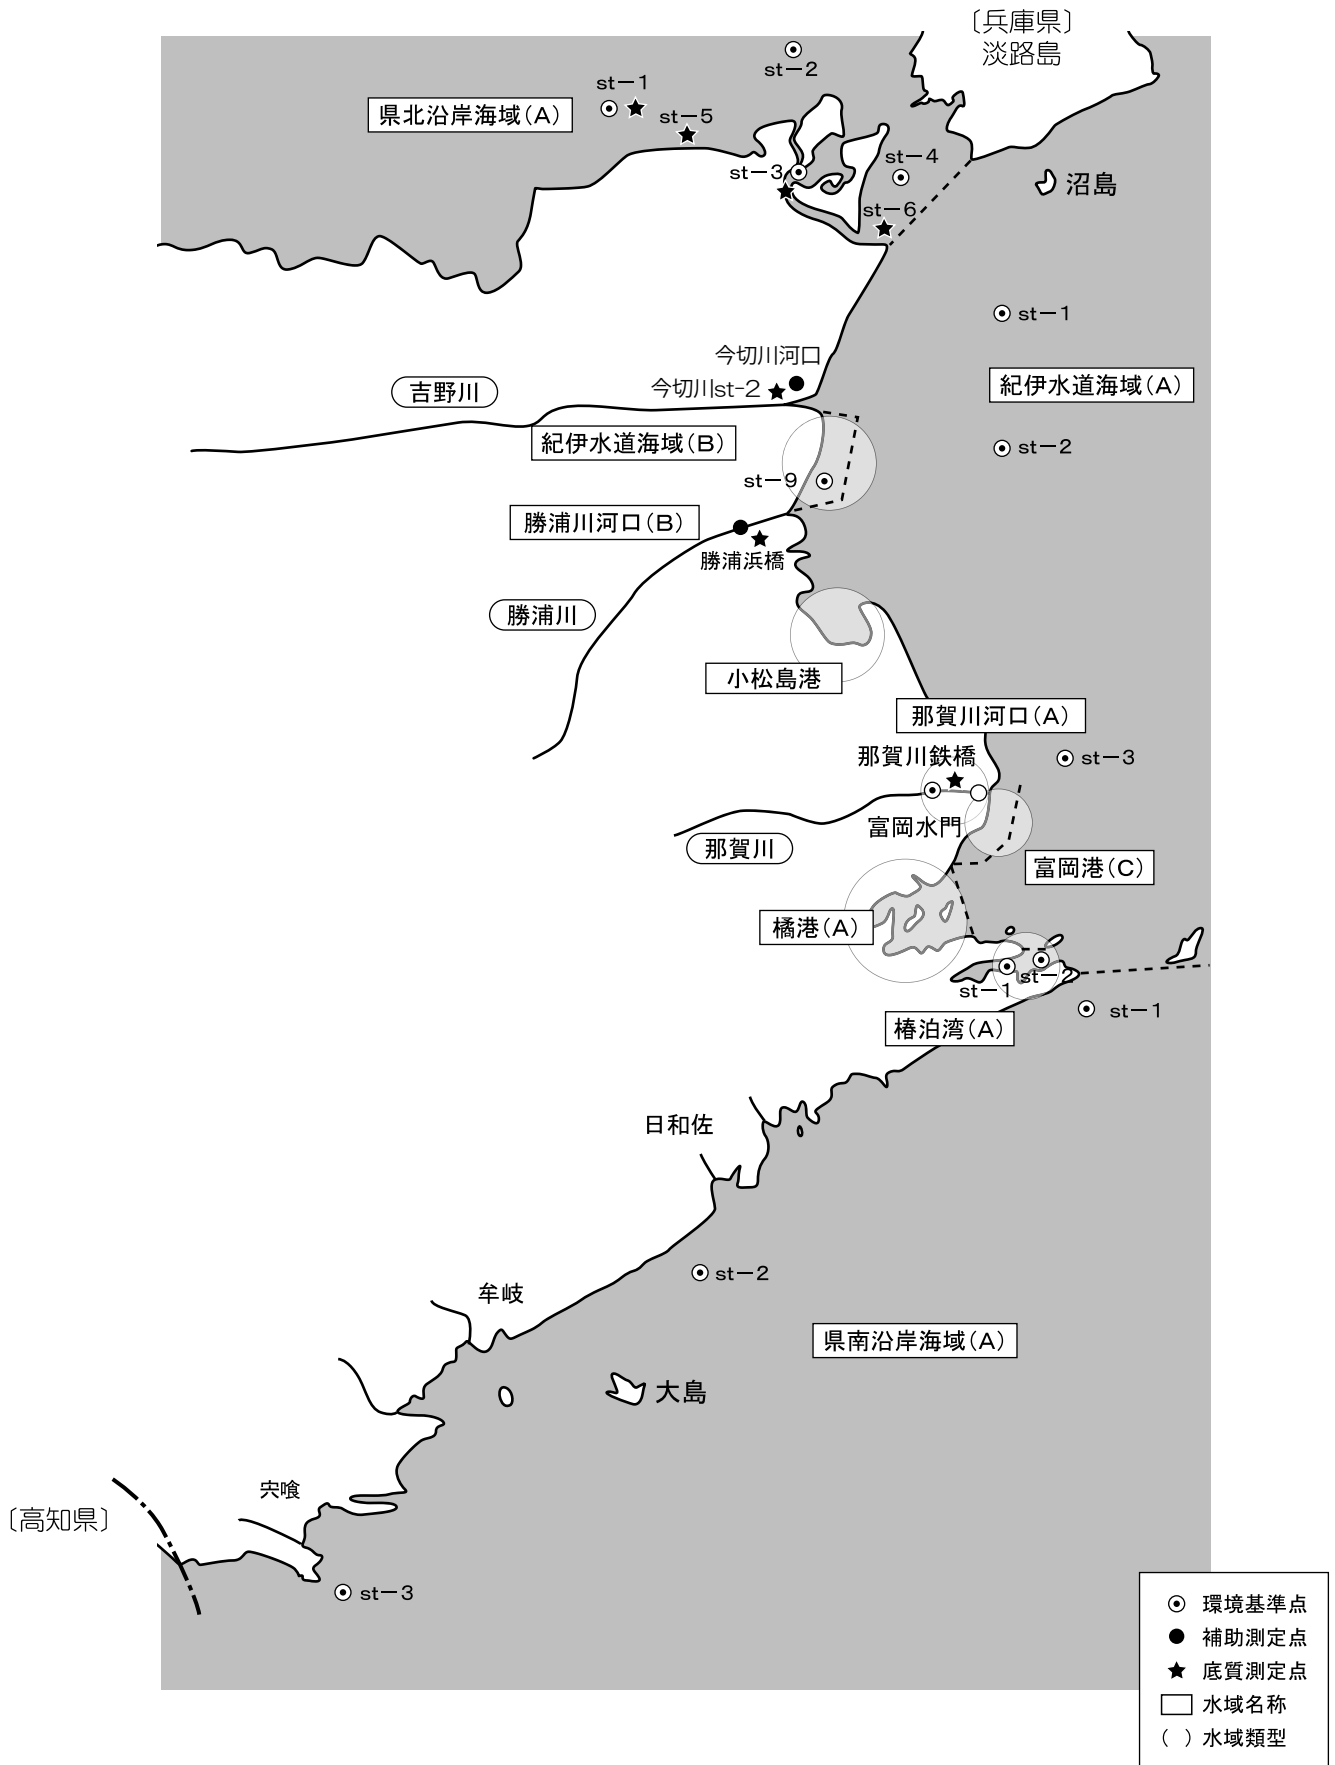 〔兵庫県〕
淡路島
st－2
st－1
県北沿岸海域（A）
st－5
st－4
st－3
沼島
st－6
st－1
今切川河口
今切川st-2
吉野川
紀伊水道海域（A）
紀伊水道海域（B）
st－2
st－9
勝浦川河口（B）
勝浦浜橋
勝浦川
小松島港
那賀川河口（A）
那賀川鉄橋
st－3
富岡水門
那賀川
富岡港（C）
橘港（A）
st－2
st－1
st－1
椿泊湾（A）
日和佐
st－2
牟岐
県南沿岸海域（A）
大島
宍喰
〔高知県〕
st－3
環境基準点
補助測定点
底質測定点
水域名称
（　）水域類型